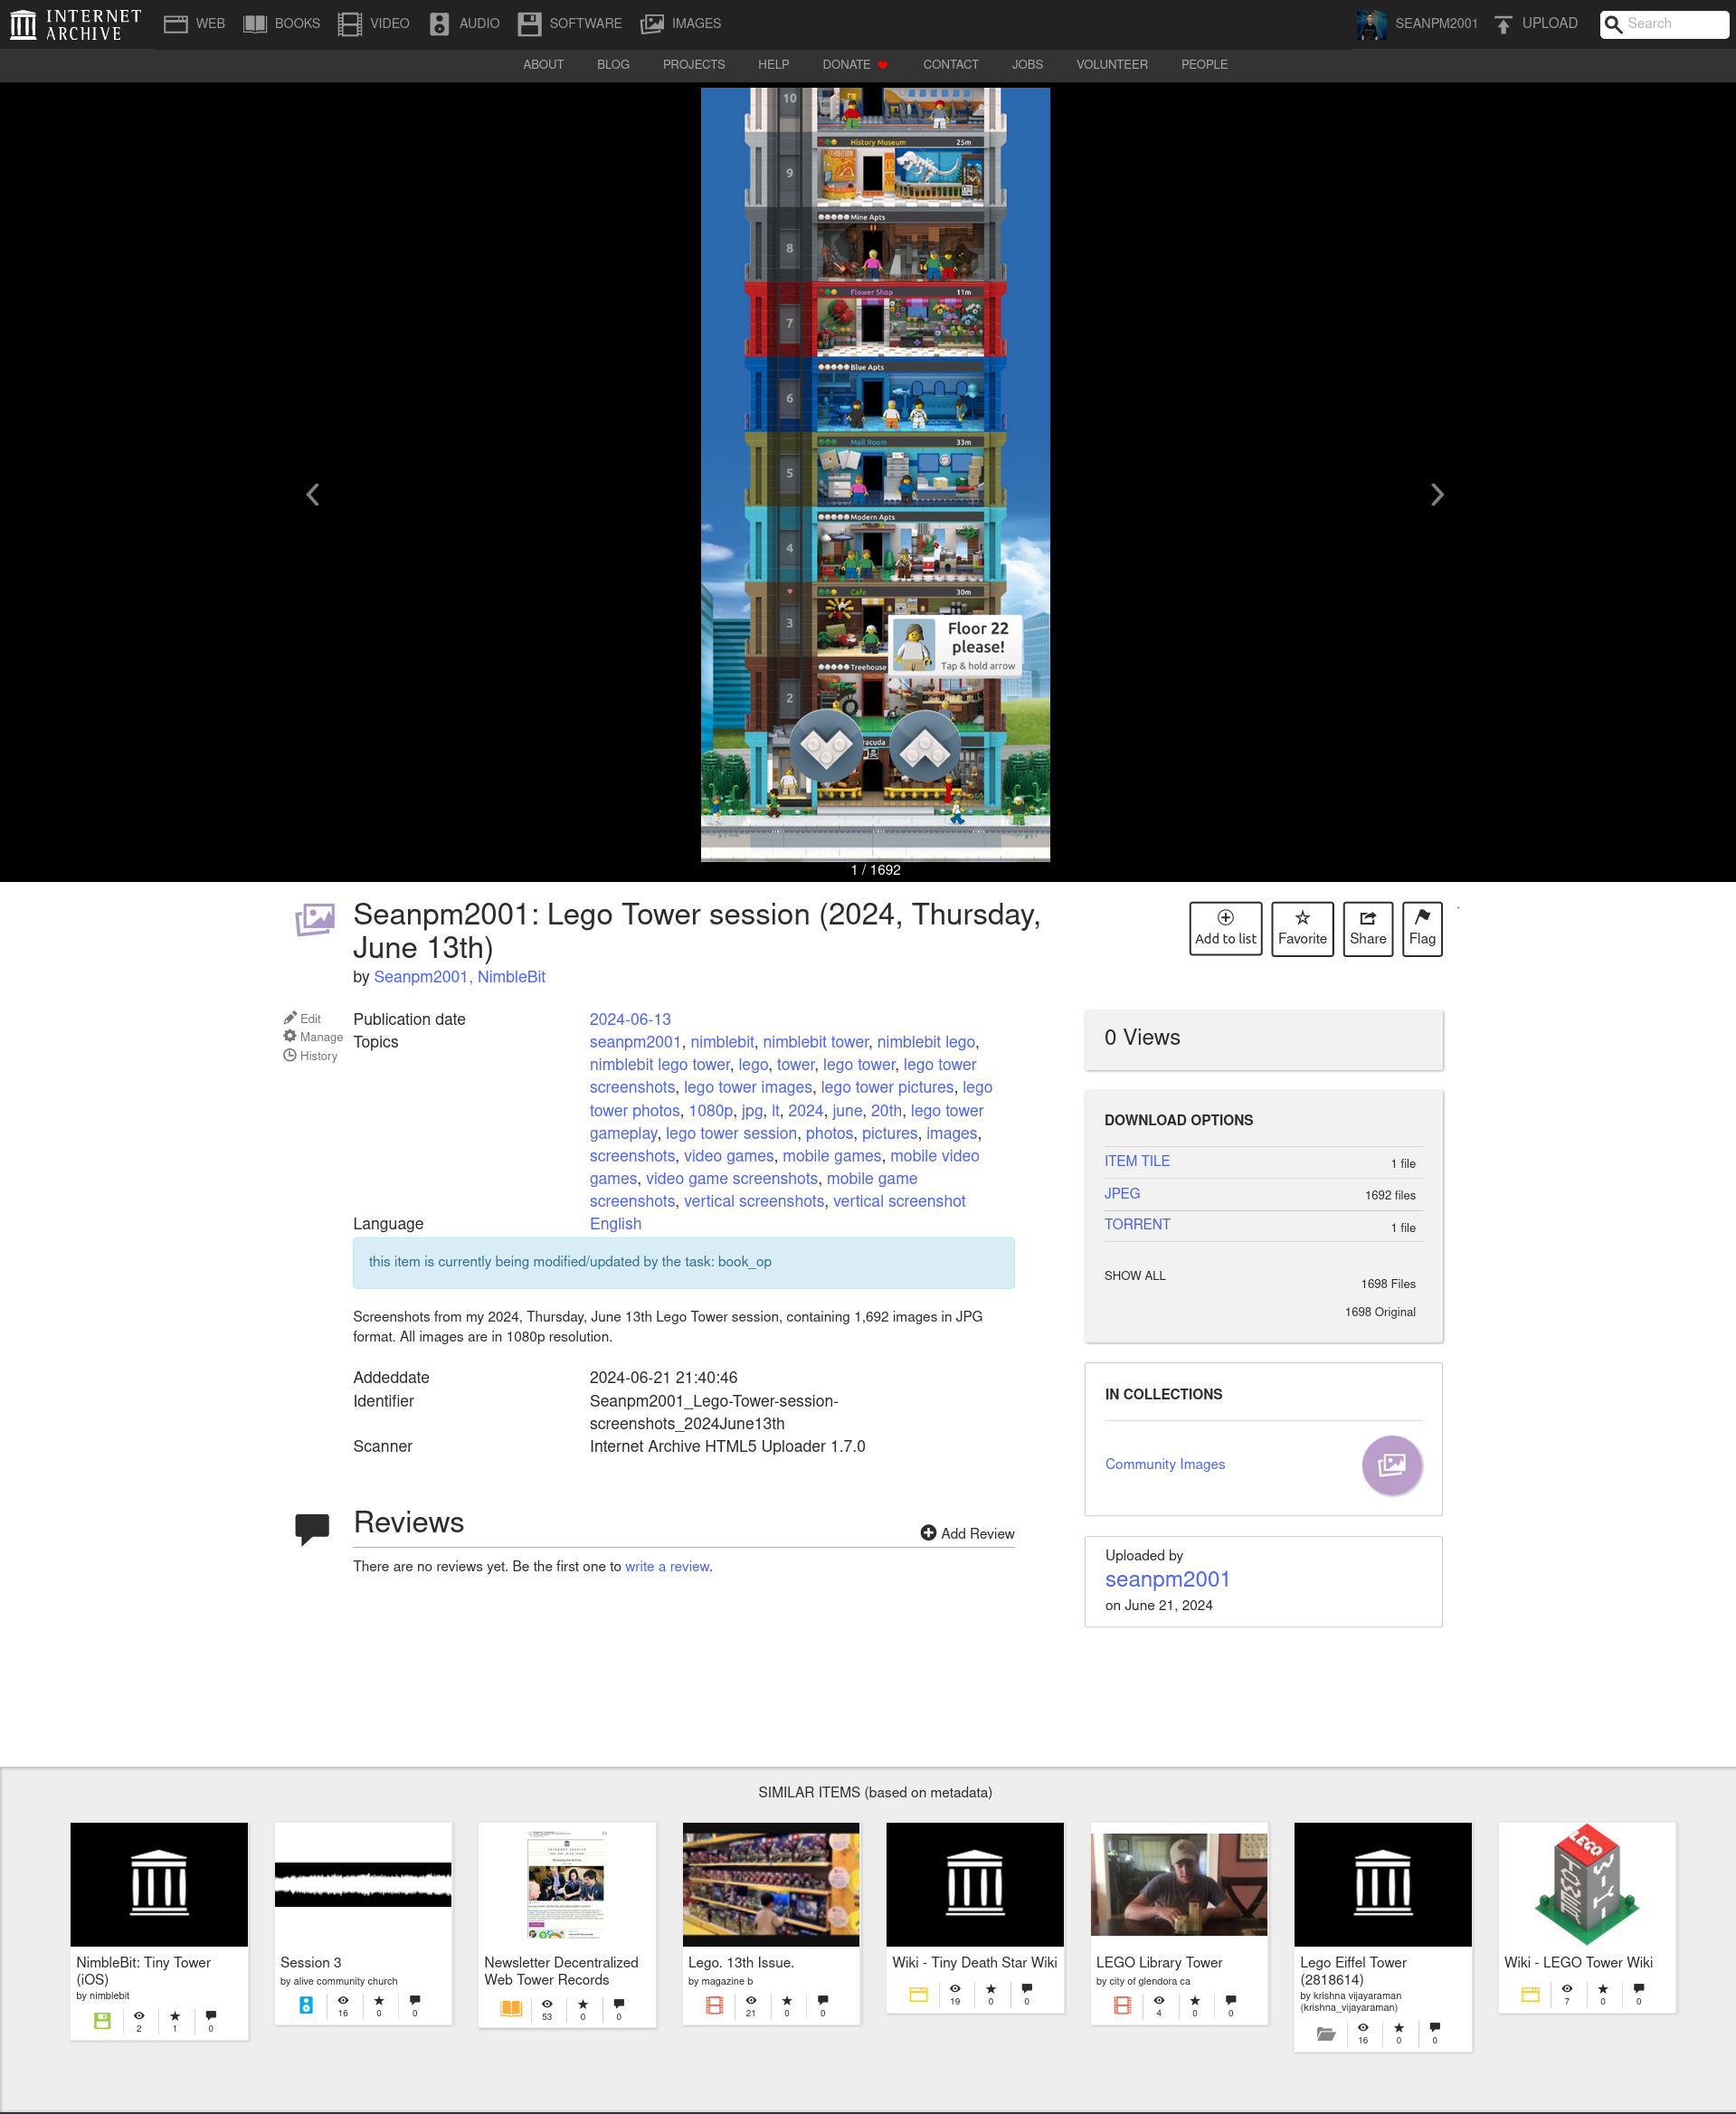 INTERNET ARCHIVE
WEB BOOKS VIDEO AUDIO SOFTWARE IMAGES SEANPM2001 UPLOAD Search
ABOUT BLOG PROJECTS HELP DONATE CONTACT JOBS VOLUNTEER PEOPLE
10
History Museum 25m
9
Mine Apts
8
Flower Shop 11m
7
Blue Apts
6
Mail Room 33m
5
Modern Apts
4
Cafe 30m
3
Floor 22
please!
Tap & hold arrow
Treehouse
2
1 / 1692
Seanpm2001: Lego Tower session (2024, Thursday,
June 13th)
by Seanpm2001, NimbleBit
Add to list Favorite Share Flag
Edit
Manage
History
Publication date 2024-06-13
Topics seanpm2001, nimblebit, nimblebit tower, nimblebit lego,
nimblebit lego tower, lego, tower, lego tower, lego tower
screenshots, lego tower images, lego tower pictures, lego
tower photos, 1080p, jpg, lt, 2024, june, 20th, lego tower
gameplay, lego tower session, photos, pictures, images,
screenshots, video games, mobile games, mobile video
games, video game screenshots, mobile game
screenshots, vertical screenshots, vertical screenshot
Language English
this item is currently being modified/updated by the task: book_op
Screenshots from my 2024, Thursday, June 13th Lego Tower session, containing 1,692 images in JPG
format. All images are in 1080p resolution.
Addeddate 2024-06-21 21:40:46
Identifier Seanpm2001_Lego-Tower-session-
screenshots_2024June13th
Scanner Internet Archive HTML5 Uploader 1.7.0
Reviews
Add Review
There are no reviews yet. Be the first one to write a review.
0 Views
DOWNLOAD OPTIONS
ITEM TILE 1 file
JPEG 1692 files
TORRENT 1 file
SHOW ALL 1698 Files
1698 Original
IN COLLECTIONS
Community Images
Uploaded by
seanpm2001
on June 21, 2024
SIMILAR ITEMS (based on metadata)
NimbleBit: Tiny Tower
(iOS)
by nimblebit
2 1 0
Session 3
by alive community church
16 0 0
Newsletter Decentralized
Web Tower Records
53 0 0
Lego. 13th Issue.
by magazine b
21 0 0
Wiki - Tiny Death Star Wiki
19 0 0
LEGO Library Tower
by city of glendora ca
4 0 0
Lego Eiffel Tower
(2818614)
by krishna vijayaraman
(krishna_vijayaraman)
16 0 0
LEGO
TOWER
WIKI
Wiki - LEGO Tower Wiki
7 0 0